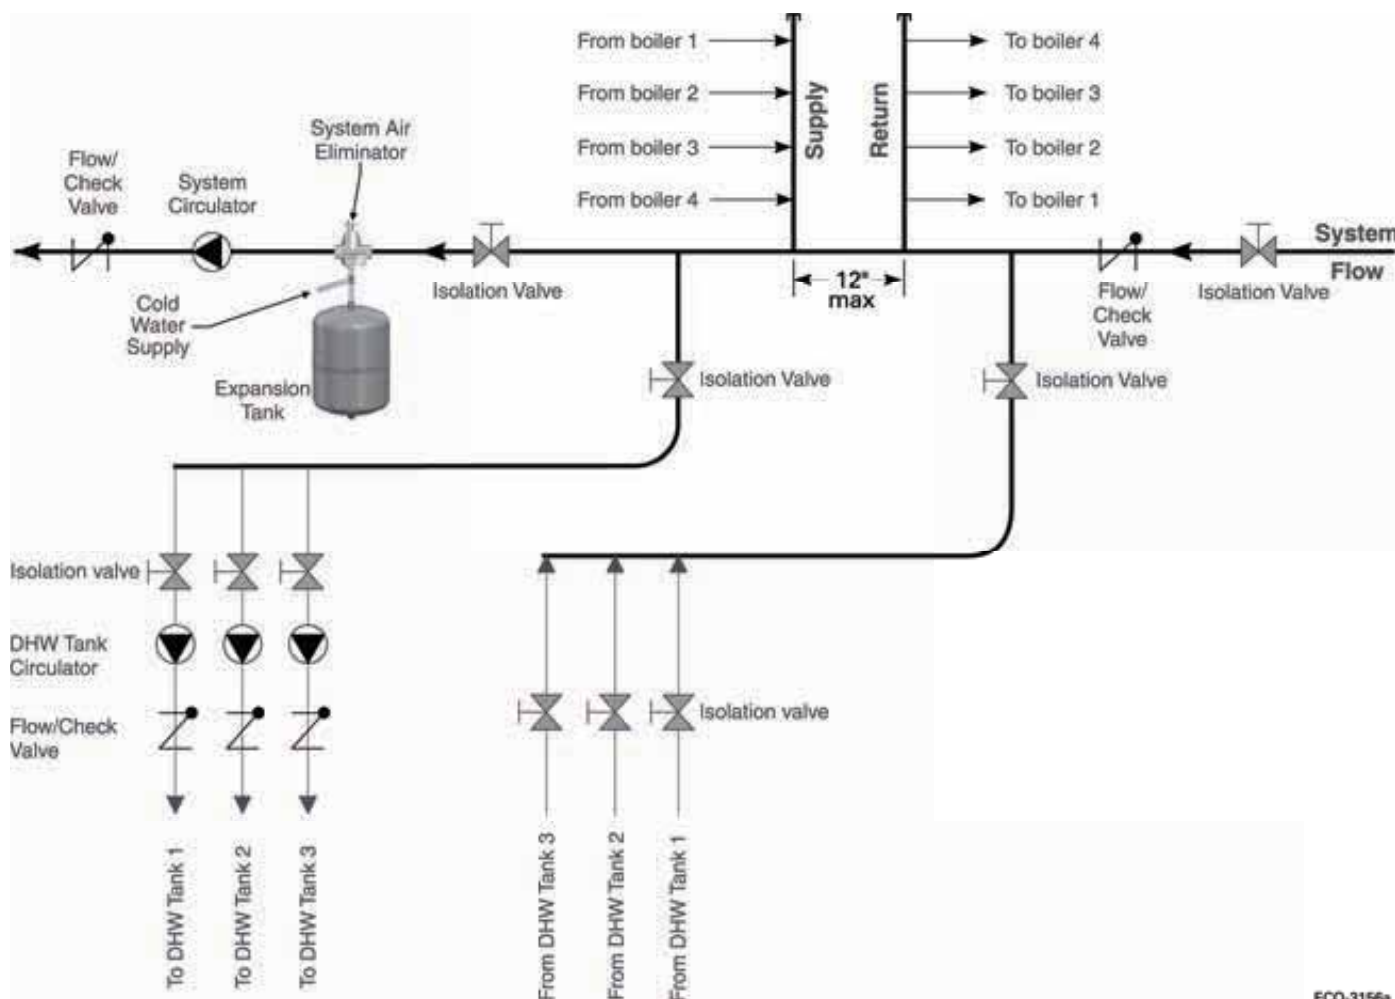 From boiler 1
From boiler 2
From boiler 3
From boiler 4
Supply
Return
To boiler 4
To boiler 3
To boiler 2
To boiler 1
System Air
Eliminator
Flow/
Check
Valve
System
Circulator
Cold
Water
Supply
Expansion
Tank
Isolation Valve
12"
max
Flow/
Check
Valve
Isolation Valve
System
Flow
Isolation Valve
Isolation Valve
Isolation valve
DHW Tank
Circulator
Flow/Check
Valve
Isolation valve
To DHW Tank 1
To DHW Tank 2
To DHW Tank 3
From DHW Tank 3
From DHW Tank 2
From DHW Tank 1